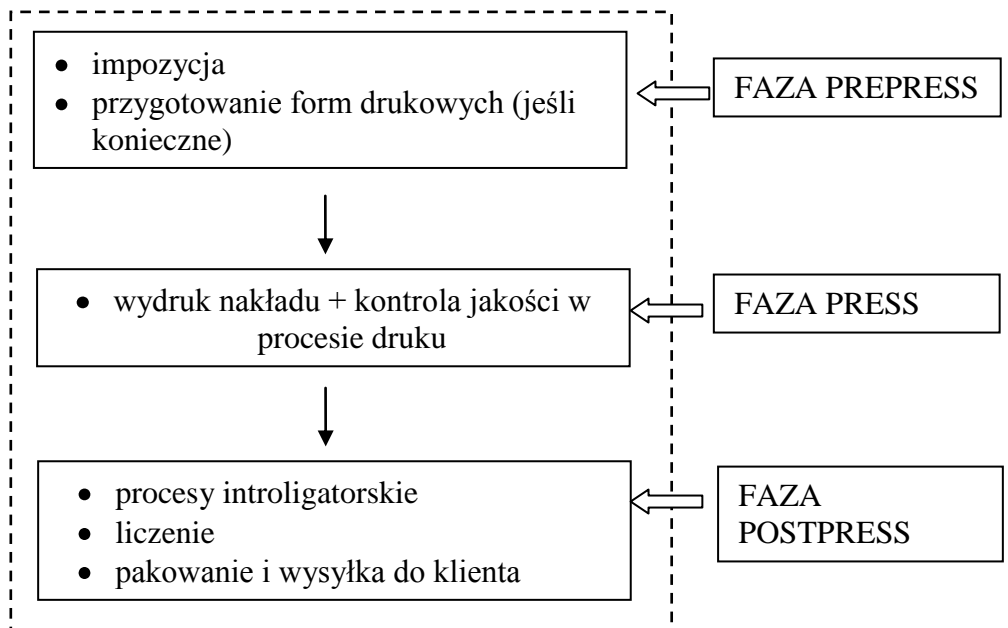 • impozycja
• przygotowanie form drukowych (jeśli
konieczne)
FAZA PREPRESS
• wydruk nakładu + kontrola jakości w
procesie druku
FAZA PRESS
• procesy introligatorskie
• liczenie
• pakowanie i wysyłka do klienta
FAZA
POSTPRESS